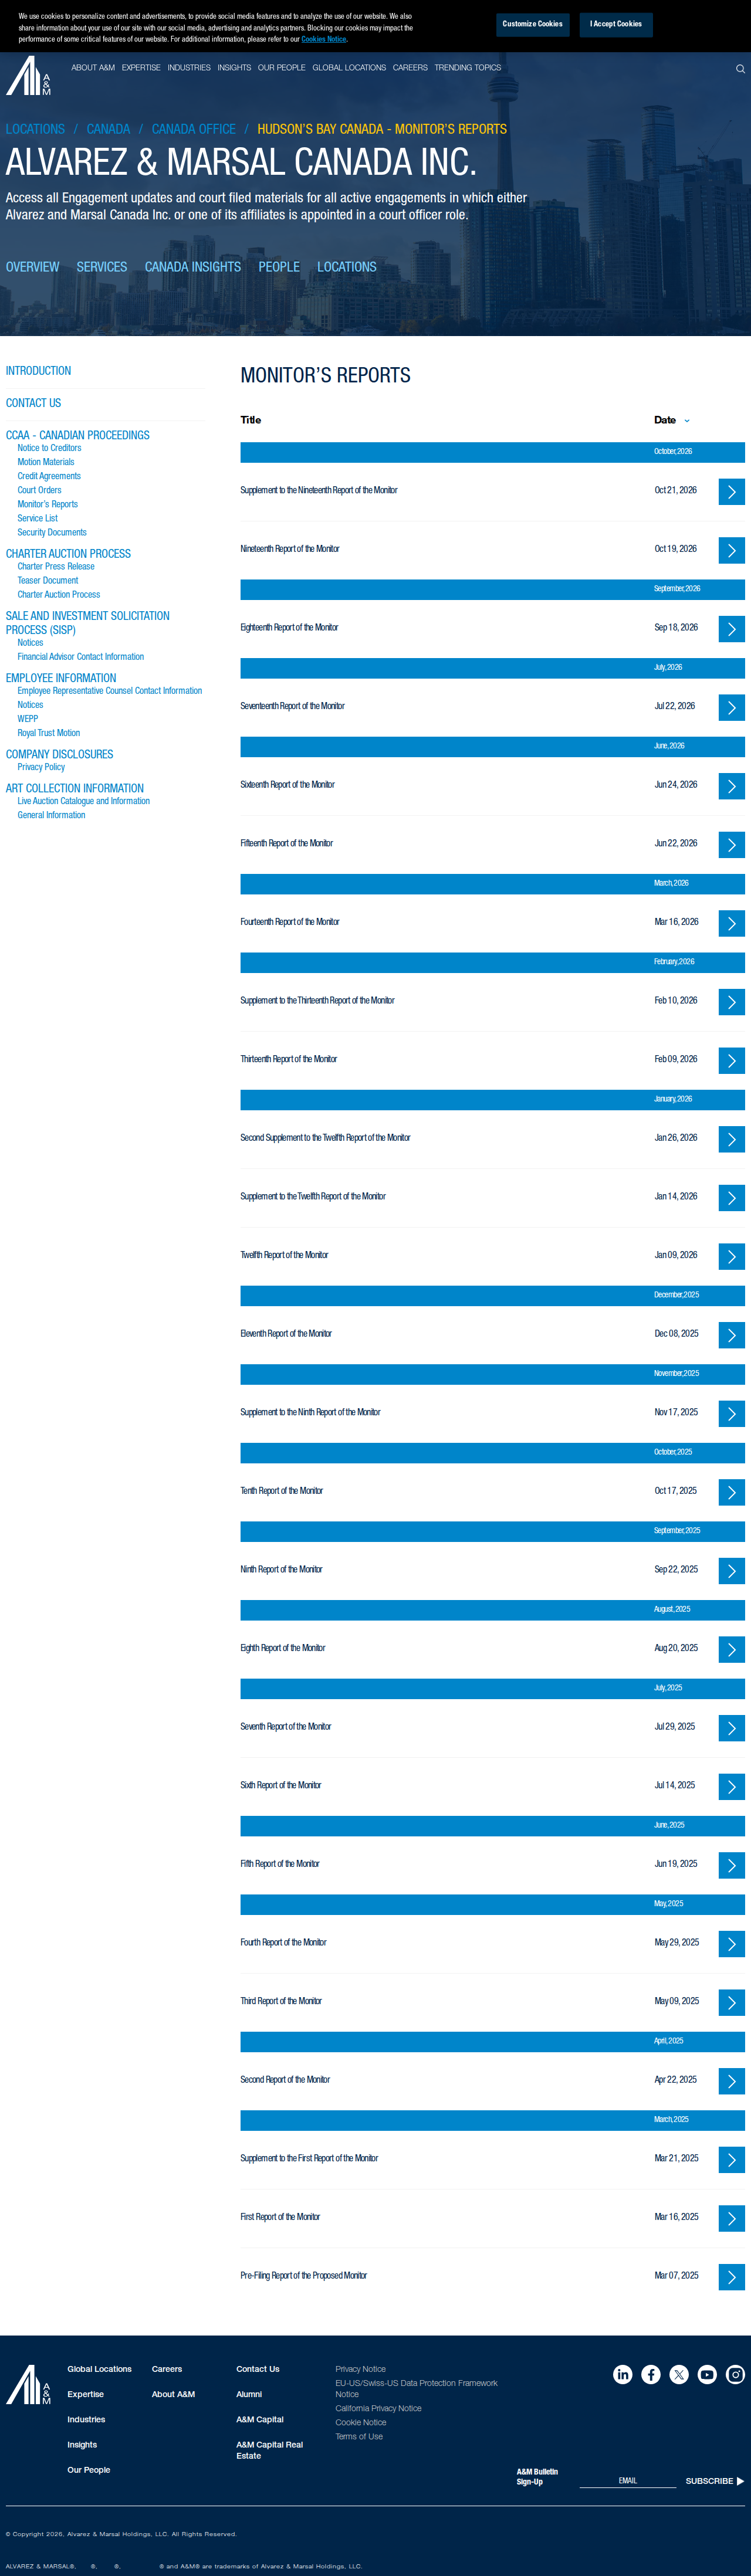 We use cookies to personalize content and advertisements, to provide social media features and to analyze the use of our website. We also
share information about your use of our site with our social media, advertising and analytics partners. Blocking our cookies may impact the
performance of some critical features of our website. For additional information, please refer to our Cookies Notice.
Customize Cookies
I Accept Cookies
A&M
ABOUT A&M EXPERTISE INDUSTRIES INSIGHTS OUR PEOPLE GLOBAL LOCATIONS CAREERS TRENDING TOPICS
LOCATIONS / CANADA / CANADA OFFICE / HUDSON'S BAY CANADA - MONITOR'S REPORTS
ALVAREZ & MARSAL CANADA INC.
Access all Engagement updates and court filed materials for all active engagements in which either
Alvarez and Marsal Canada Inc. or one of its affiliates is appointed in a court officer role.
OVERVIEW SERVICES CANADA INSIGHTS PEOPLE LOCATIONS
INTRODUCTION
CONTACT US
CCAA - CANADIAN PROCEEDINGS
Notice to Creditors
Motion Materials
Credit Agreements
Court Orders
Monitor's Reports
Service List
Security Documents
CHARTER AUCTION PROCESS
Charter Press Release
Teaser Document
Charter Auction Process
SALE AND INVESTMENT SOLICITATION
PROCESS (SISP)
Notices
Financial Advisor Contact Information
EMPLOYEE INFORMATION
Employee Representative Counsel Contact Information
Notices
WEPP
Royal Trust Motion
COMPANY DISCLOSURES
Privacy Policy
ART COLLECTION INFORMATION
Live Auction Catalogue and Information
General Information
MONITOR'S REPORTS
Title Date
October, 2026
Supplement to the Nineteenth Report of the Monitor Oct 21, 2026
Nineteenth Report of the Monitor Oct 19, 2026
September, 2026
Eighteenth Report of the Monitor Sep 18, 2026
July, 2026
Seventeenth Report of the Monitor Jul 22, 2026
June, 2026
Sixteenth Report of the Monitor Jun 24, 2026
Fifteenth Report of the Monitor Jun 22, 2026
March, 2026
Fourteenth Report of the Monitor Mar 16, 2026
February, 2026
Supplement to the Thirteenth Report of the Monitor Feb 10, 2026
Thirteenth Report of the Monitor Feb 09, 2026
January, 2026
Second Supplement to the Twelfth Report of the Monitor Jan 26, 2026
Supplement to the Twelfth Report of the Monitor Jan 14, 2026
Twelfth Report of the Monitor Jan 09, 2026
December, 2025
Eleventh Report of the Monitor Dec 08, 2025
November, 2025
Supplement to the Ninth Report of the Monitor Nov 17, 2025
October, 2025
Tenth Report of the Monitor Oct 17, 2025
September, 2025
Ninth Report of the Monitor Sep 22, 2025
August, 2025
Eighth Report of the Monitor Aug 20, 2025
July, 2025
Seventh Report of the Monitor Jul 29, 2025
Sixth Report of the Monitor Jul 14, 2025
June, 2025
Fifth Report of the Monitor Jun 19, 2025
May, 2025
Fourth Report of the Monitor May 29, 2025
Third Report of the Monitor May 09, 2025
April, 2025
Second Report of the Monitor Apr 22, 2025
March, 2025
Supplement to the First Report of the Monitor Mar 21, 2025
First Report of the Monitor Mar 16, 2025
Pre-Filing Report of the Proposed Monitor Mar 07, 2025
A&M
Global Locations
Expertise
Industries
Insights
Our People
Careers
About A&M
Contact Us
Alumni
A&M Capital
A&M Capital Real
Estate
Privacy Notice
EU-US/Swiss-US Data Protection Framework
Notice
California Privacy Notice
Cookie Notice
Terms of Use
A&M Bulletin
Sign-Up
EMAIL
SUBSCRIBE
© Copyright 2026, Alvarez & Marsal Holdings, LLC. All Rights Reserved.
ALVAREZ & MARSAL®, ®, ®, ® and A&M® are trademarks of Alvarez & Marsal Holdings, LLC.